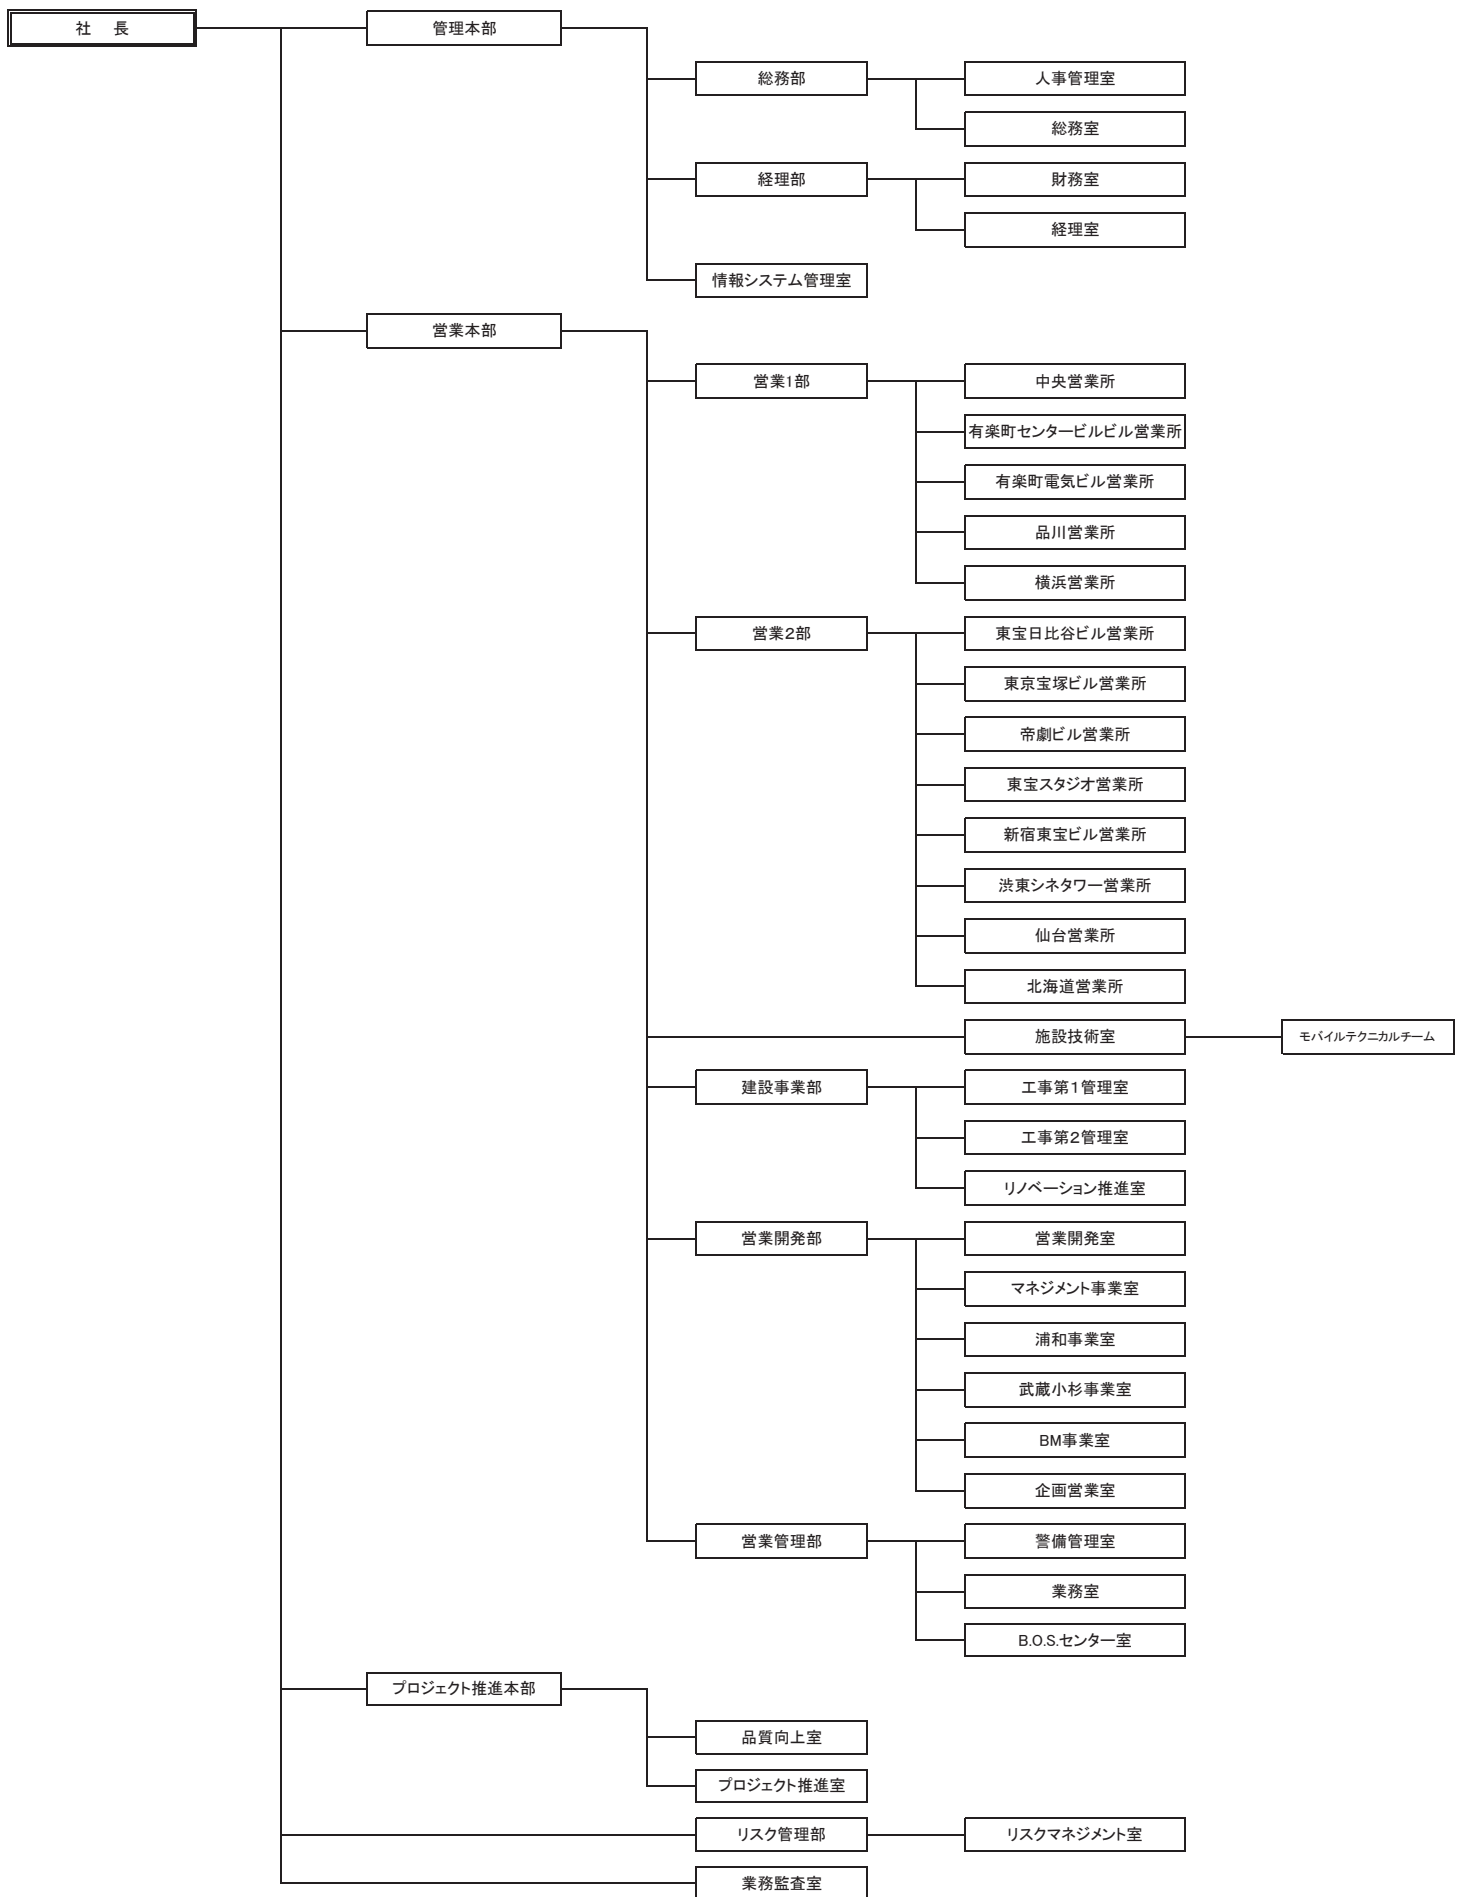 社　長
管理本部
総務部
人事管理室
総務室
経理部
財務室
経理室
情報システム管理室
営業本部
営業1部
中央営業所
有楽町センタービルビル営業所
有楽町電気ビル営業所
品川営業所
横浜営業所
営業2部
東宝日比谷ビル営業所
東京宝塚ビル営業所
帝劇ビル営業所
東宝スタジオ営業所
新宿東宝ビル営業所
渋東シネタワー営業所
仙台営業所
北海道営業所
施設技術室
モバイルテクニカルチーム
建設事業部
工事第1管理室
工事第2管理室
リノベーション推進室
営業開発部
営業開発室
マネジメント事業室
浦和事業室
武蔵小杉事業室
BM事業室
企画営業室
営業管理部
警備管理室
業務室
B.O.S.センター室
プロジェクト推進本部
品質向上室
プロジェクト推進室
リスク管理部
リスクマネジメント室
業務監査室